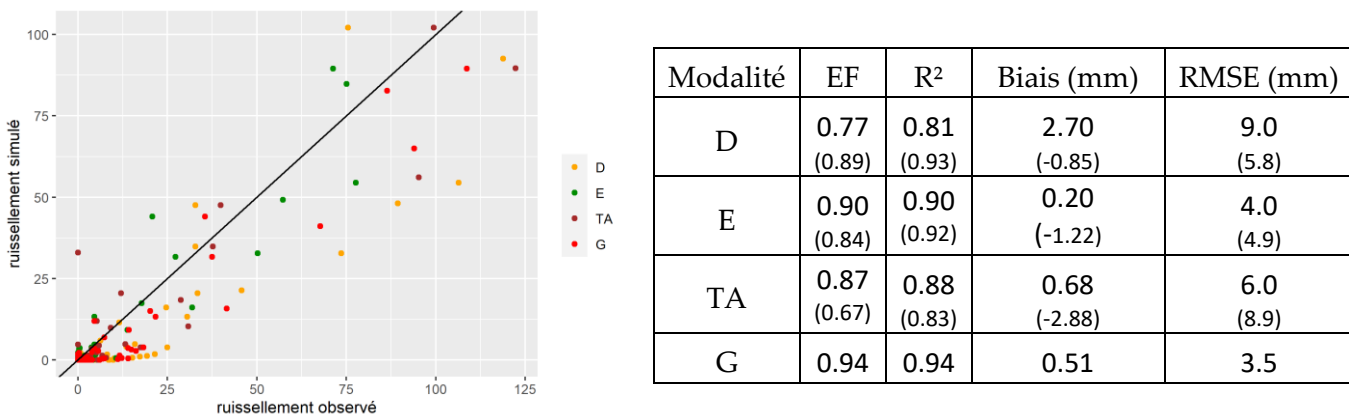 100
75
50
25
0
0 25 50 75 100 125
ruissellement simulé
ruissellement observé
D
E
TA
G
Modalité EF R² Biais (mm) RMSE (mm)
D 0.77 0.81 2.70 9.0
(0.89) (0.93) (-0.85) (5.8)
E 0.90 0.90 0.20 4.0
(0.84) (0.92) (-1.22) (4.9)
TA 0.87 0.88 0.68 6.0
(0.67) (0.83) (-2.88) (8.9)
G 0.94 0.94 0.51 3.5